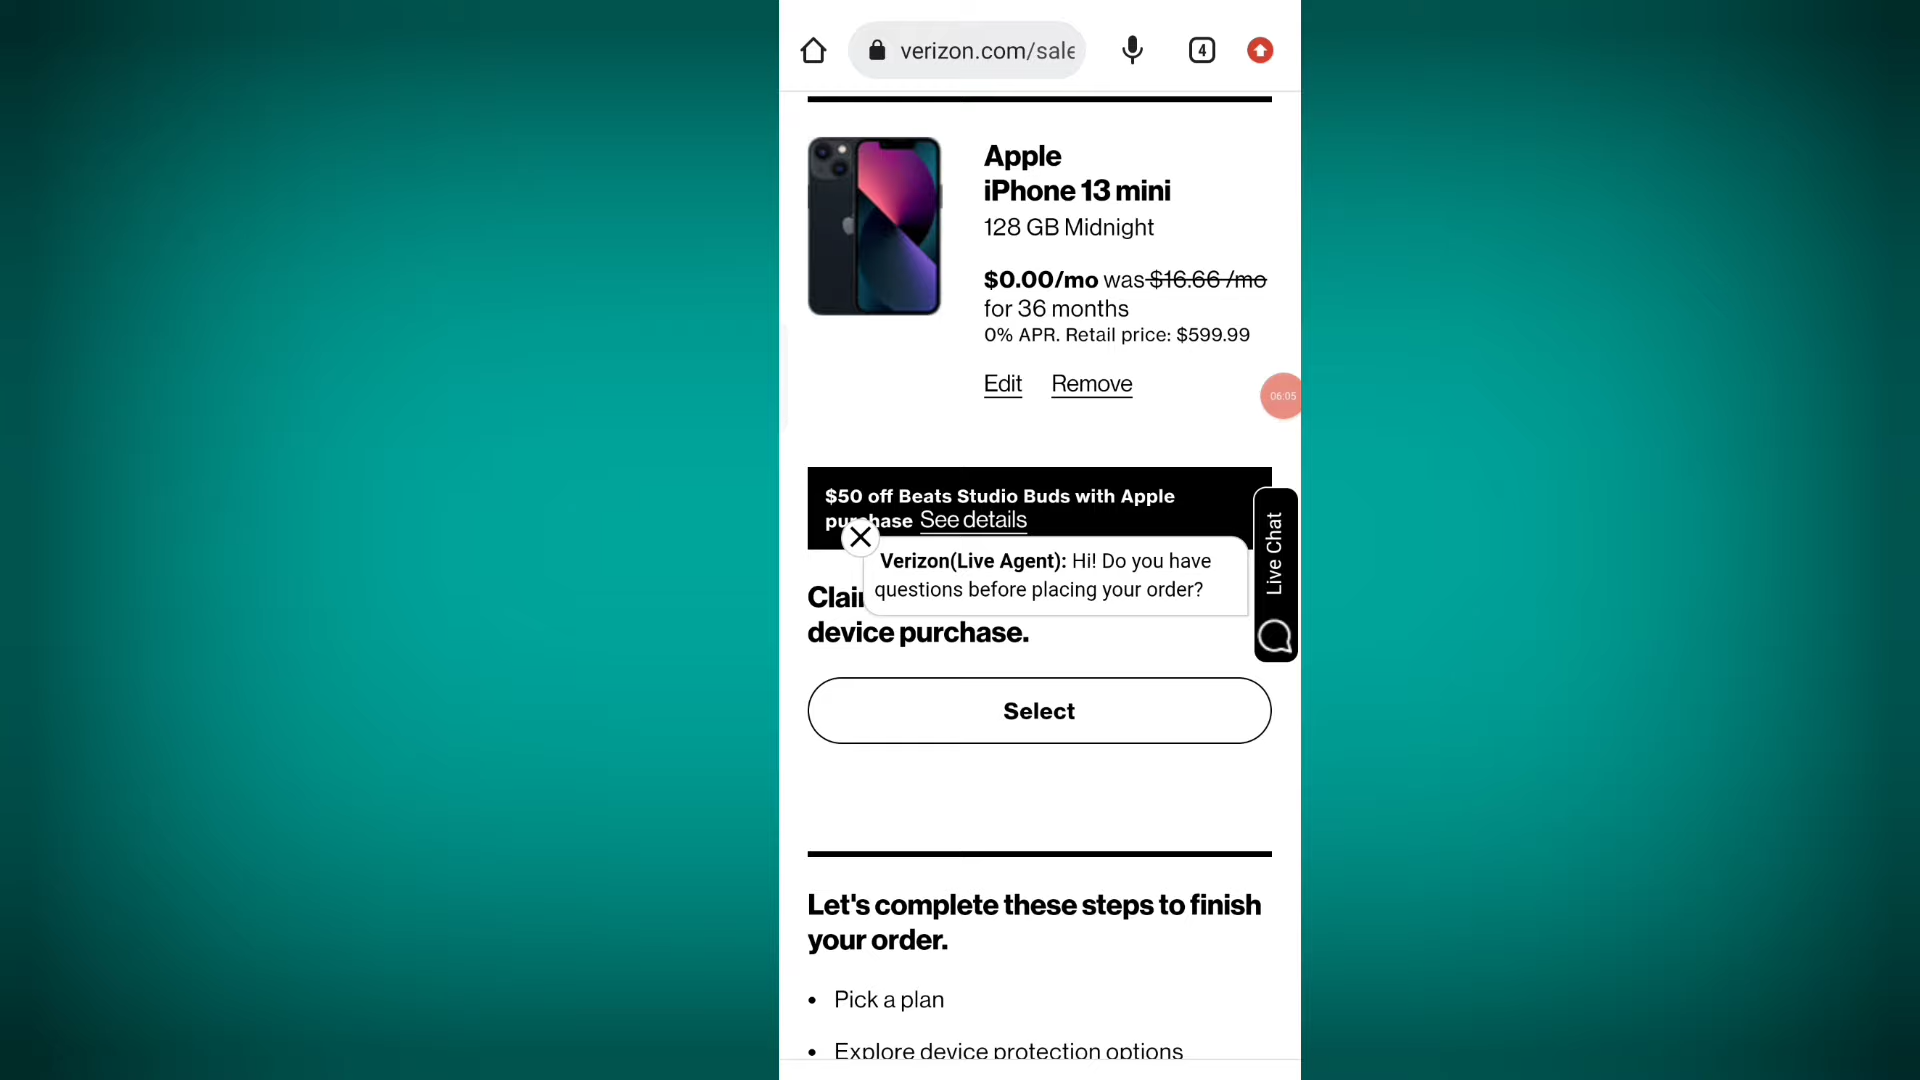 verizon.com/sale
4
Apple
iPhone 13 mini
128 GB Midnight
$0.00/mo was $16.66 /mo
for 36 months
0% APR. Retail price: $599.99
Edit Remove
06:05
$50 off Beats Studio Buds with Apple
purchase See details
Live Chat
Verizon(Live Agent): Hi! Do you have
questions before placing your order?
device purchase.
Select
Let's complete these steps to finish
your order.
• Pick a plan
• Explore device protection options